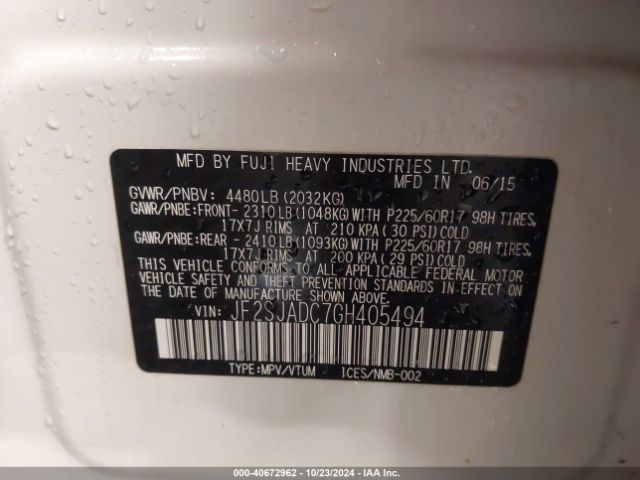 MFD BY FUJI HEAVY INDUSTRIES LTD.
MFD IN 06/15
GVWR/PNBV: 4480LB(2032KG)
GAWR/PNBE:FRONT- 2310LB(1048KG)WITH P225/60R17 98H TIRES,
17X7J RIMS AT 210 KPA( 30 PSI)COLD
GAWR/PNBE:REAR - 2410LB(1093KG)WITH P225/60R17 98H TIRES,
17X7J RIMS AT 200 KPA(29 PSI)COLD
THIS VEHICLE CONFORMS TO ALL APPLICABLE FEDERAL MOTOR
VEHICLE SAFETY AND THEFT PREVENTION STANDARDS IN EFFECT
ON THE DATE OF MANUFACTURE SHOWN ABOVE.
VIN: JF2SJADC7GH405494
TYPE:MPV/VTUM ICES/NMB-002
000-40672962 - 10/23/2024 - IAA Inc.